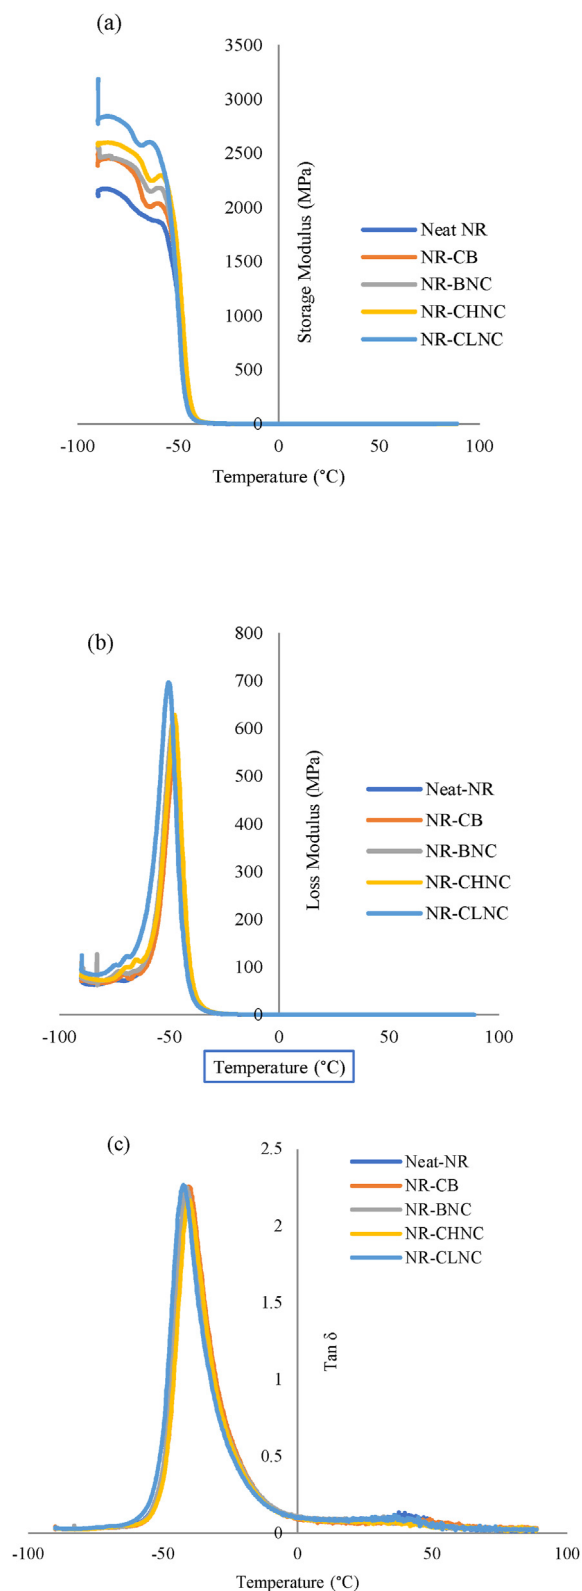 (a)
3500
3000
2500
2000
1500
1000
500
0
Storage Modulus (MPa)
Neat NR
NR-CB
NR-BNC
NR-CHNC
NR-CLNC
-100
-50
0
50
100
Temperature (°C)
(b)
800
700
600
500
400
300
200
100
0
Loss Modulus (MPa)
Neat-NR
NR-CB
NR-BNC
NR-CHNC
NR-CLNC
-100
-50
0
50
100
Temperature (°C)
(c)
2.5
2
1.5
1
0.5
0
Tan δ
Neat-NR
NR-CB
NR-BNC
NR-CHNC
NR-CLNC
-100
-50
0
50
100
Temperature (°C)